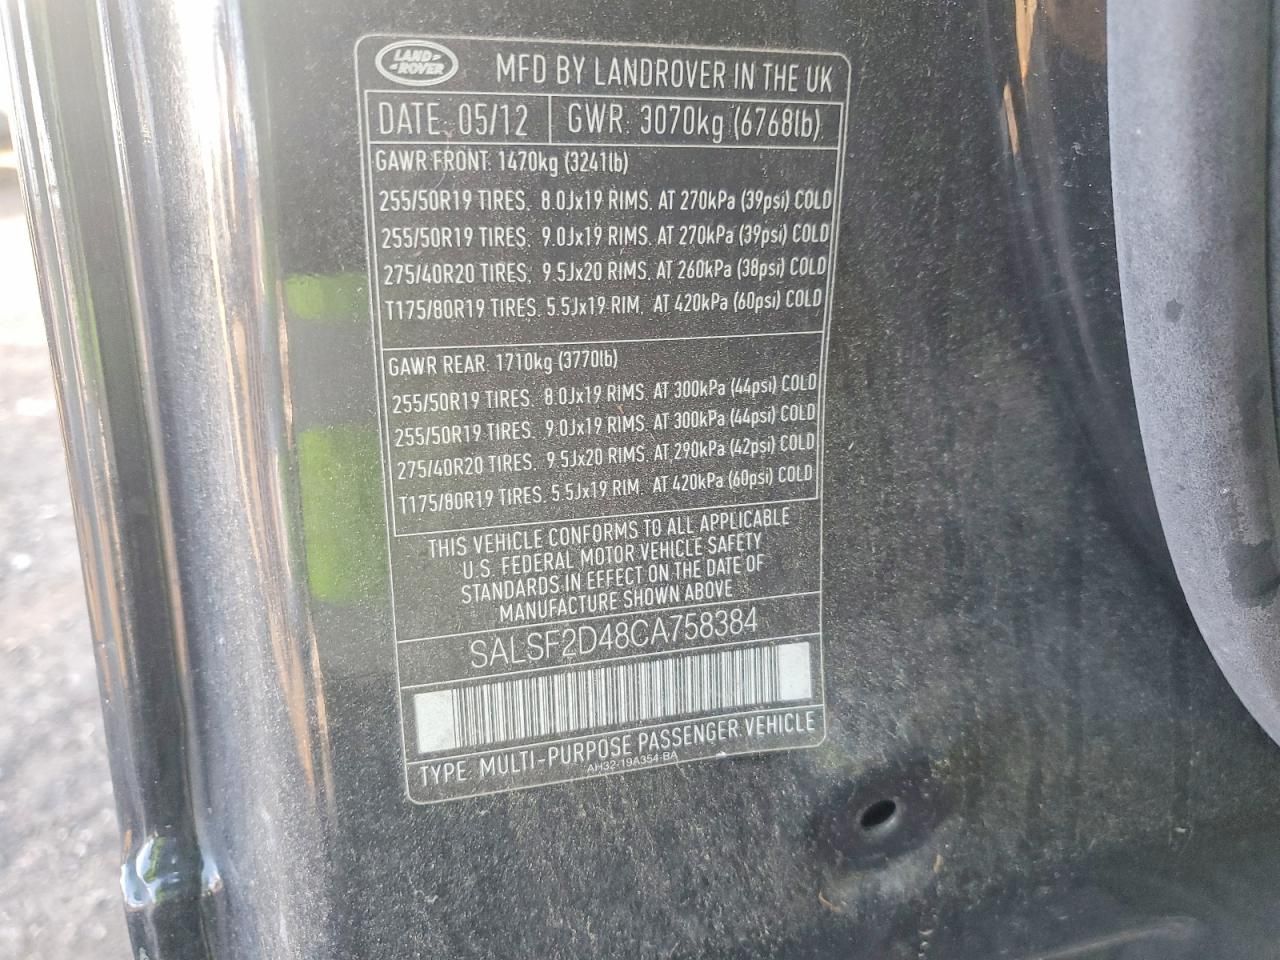 LAND
ROVER
MFD BY LANDROVER IN THE UK
DATE: 05/12 GWR: 3070kg (6768lb)
GAWR FRONT: 1470kg (3241lb)
255/50R19 TIRES, 8.0Jx19 RIMS, AT 270kPa (39psi) COLD
255/50R19 TIRES, 9.0Jx19 RIMS, AT 270kPa (39psi) COLD
275/40R20 TIRES, 9.5Jx20 RIMS, AT 260kPa (38psi) COLD
T175/80R19 TIRES, 5.5Jx19 RIM, AT 420kPa (60psi) COLD
GAWR REAR: 1710kg (3770lb)
255/50R19 TIRES, 8.0Jx19 RIMS, AT 300kPa (44psi) COLD
255/50R19 TIRES, 9.0Jx19 RIMS, AT 300kPa (44psi) COLD
275/40R20 TIRES, 9.5Jx20 RIMS, AT 290kPa (42psi) COLD
T175/80R19 TIRES, 5.5Jx19 RIM, AT 420kPa (60psi) COLD
THIS VEHICLE CONFORMS TO ALL APPLICABLE
U.S. FEDERAL MOTOR VEHICLE SAFETY
STANDARDS IN EFFECT ON THE DATE OF
MANUFACTURE SHOWN ABOVE
SALSF2D48CA758384
TYPE: MULTI-PURPOSE PASSENGER VEHICLE
AH32-19A354-BA